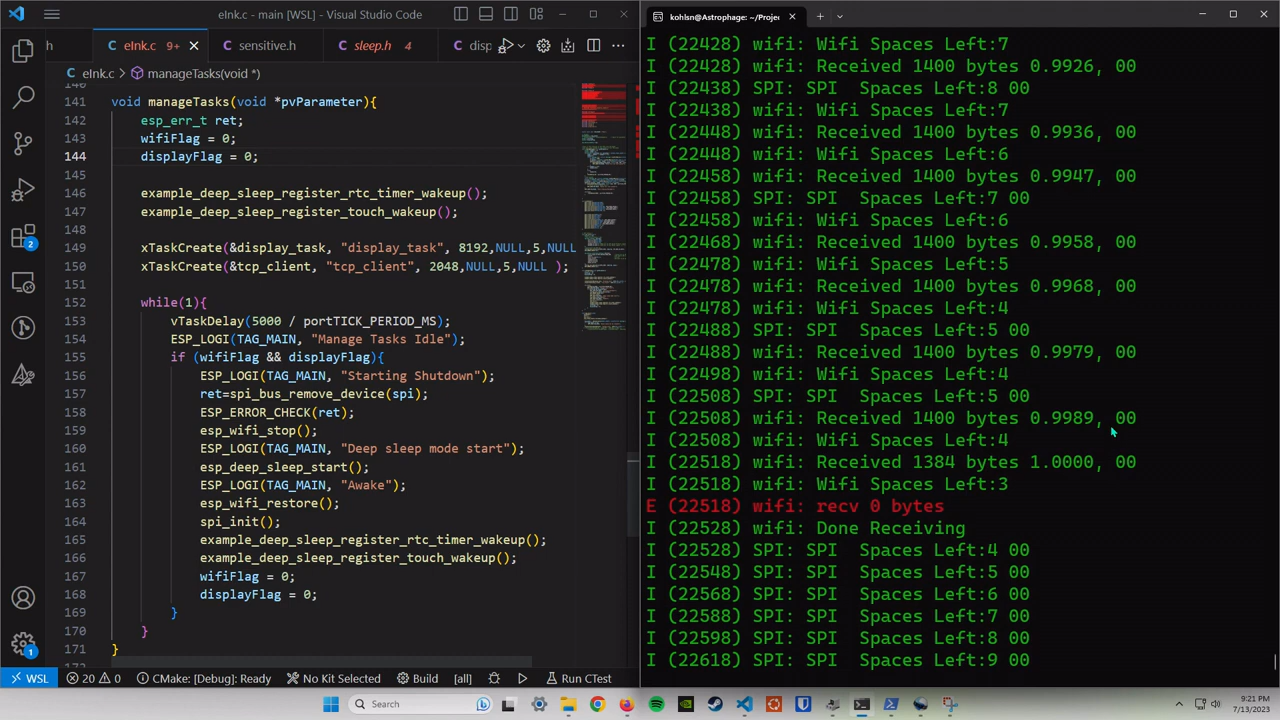 eInk.c - main [WSL] - Visual Studio Code
h
eInk.c 9+
sensit
sleep.h 4
disp
eInk.c > manageTasks(void *)
141 void manageTasks(void *pvParameter){
142 esp_err_t ret;
143 wifiFlag = 0;
144 displayFlag = 0;
145
146 example_deep_sleep_register_rtc_timer_wakeup();
147 example_deep_sleep_register_touch_wakeup();
148
149 xTaskCreate(&display_task, "display_task", 8192,NULL,5,NULL
150 xTaskCreate(&tcp_client, "tcp_client", 2048,NULL,5,NULL );
151
152 while(1){
153 vTaskDelay(5000 / portTICK_PERIOD_MS);
154 ESP_LOGI(TAG_MAIN, "Manage Tasks Idle");
155 if (wifiFlag && displayFlag){
156 ESP_LOGI(TAG_MAIN, "Starting Shutdown");
157 ret=spi_bus_remove_device(spi);
158 ESP_ERROR_CHECK(ret);
159 esp_wifi_stop();
160 ESP_LOGI(TAG_MAIN, "Deep sleep mode start");
161 esp_deep_sleep_start();
162 ESP_LOGI(TAG_MAIN, "Awake");
163 esp_wifi_restore();
164 spi_init();
165 example_deep_sleep_register_rtc_timer_wakeup();
166 example_deep_sleep_register_touch_wakeup();
167 wifiFlag = 0;
168 displayFlag = 0;
169 }
170 }
171 }
2
1
WSL
20 0
CMake: [Debug]: Ready
No Kit Selected
Build
[all]
Run CTest
kohlsn@Astrophage: ~/Projec
I (22428) wifi: Wifi Spaces Left:7
I (22428) wifi: Received 1400 bytes 0.9926, 00
I (22438) SPI: SPI  Spaces Left:8 00
I (22438) wifi: Wifi Spaces Left:7
I (22448) wifi: Received 1400 bytes 0.9936, 00
I (22448) wifi: Wifi Spaces Left:6
I (22458) wifi: Received 1400 bytes 0.9947, 00
I (22458) SPI: SPI  Spaces Left:7 00
I (22458) wifi: Wifi Spaces Left:6
I (22468) wifi: Received 1400 bytes 0.9958, 00
I (22478) wifi: Wifi Spaces Left:5
I (22478) wifi: Received 1400 bytes 0.9968, 00
I (22478) wifi: Wifi Spaces Left:4
I (22488) SPI: SPI  Spaces Left:5 00
I (22488) wifi: Received 1400 bytes 0.9979, 00
I (22498) wifi: Wifi Spaces Left:4
I (22508) SPI: SPI  Spaces Left:5 00
I (22508) wifi: Received 1400 bytes 0.9989, 00
I (22508) wifi: Wifi Spaces Left:4
I (22518) wifi: Received 1384 bytes 1.0000, 00
I (22518) wifi: Wifi Spaces Left:3
E (22518) wifi: recv 0 bytes
I (22528) wifi: Done Receiving
I (22528) SPI: SPI  Spaces Left:4 00
I (22548) SPI: SPI  Spaces Left:5 00
I (22568) SPI: SPI  Spaces Left:6 00
I (22588) SPI: SPI  Spaces Left:7 00
I (22598) SPI: SPI  Spaces Left:8 00
I (22618) SPI: SPI  Spaces Left:9 00
Search
9:21 PM
7/13/2023